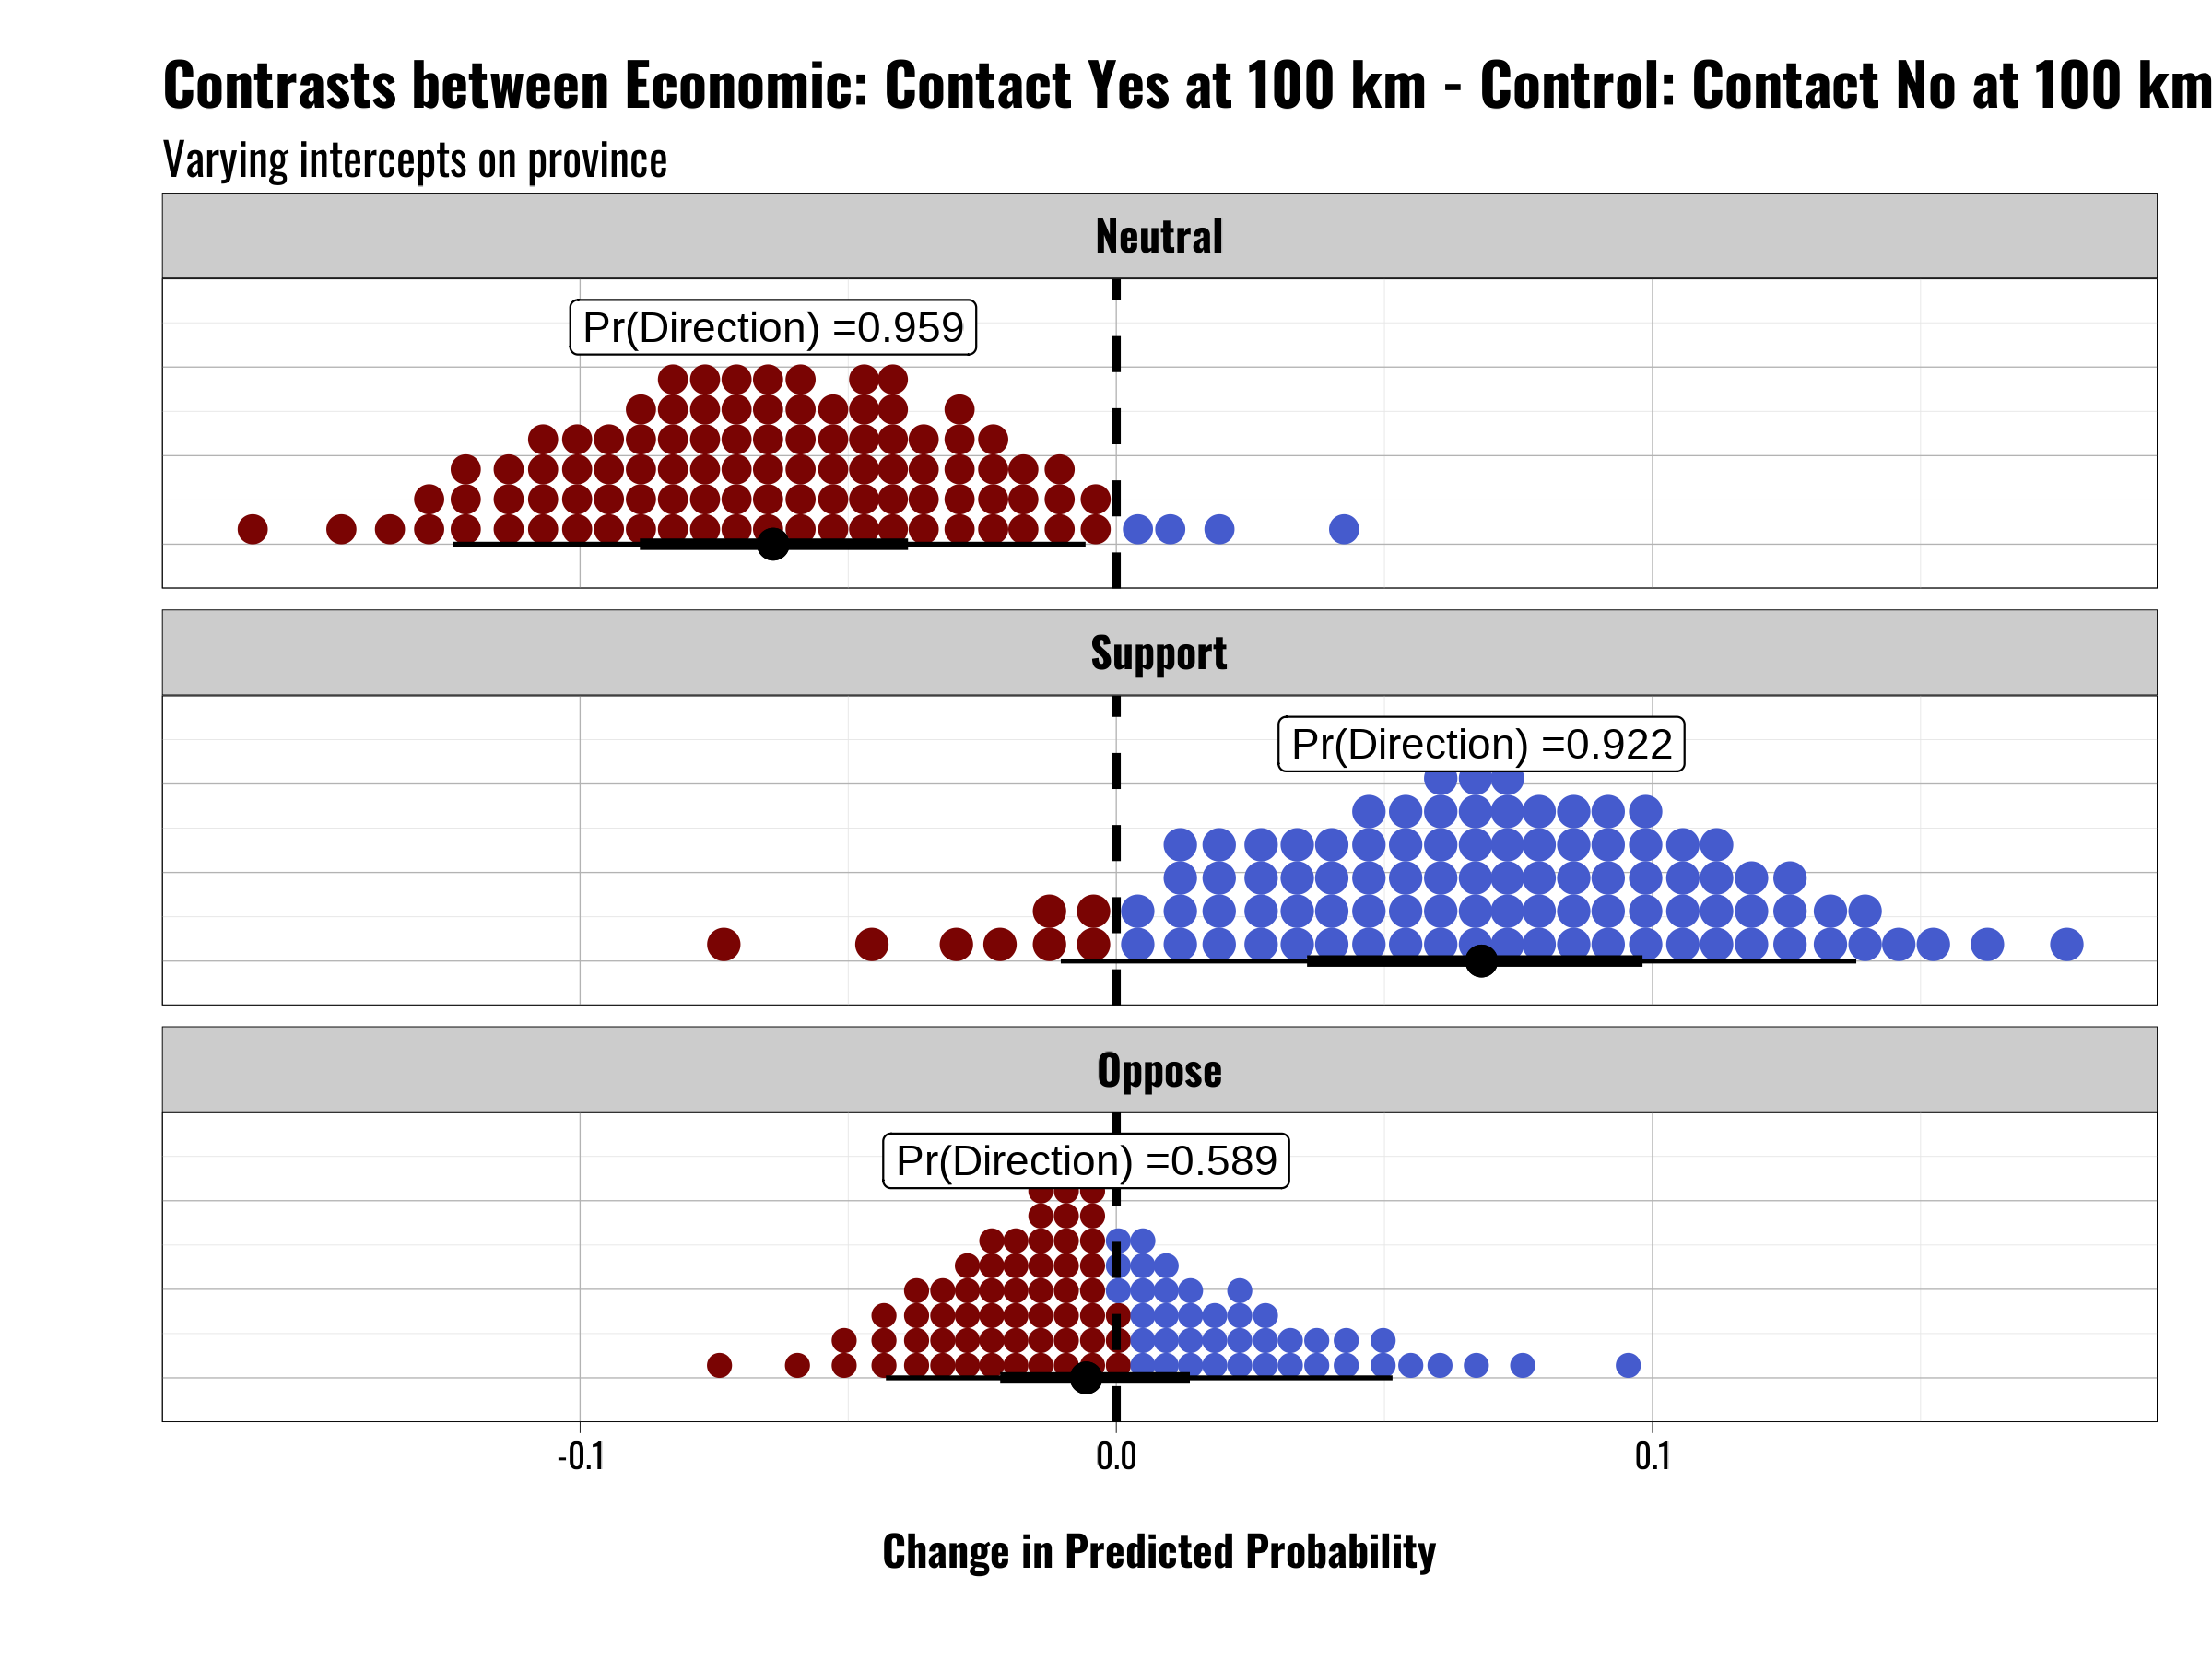 Contrasts between Economic: Contact Yes at 100 km - Control: Contact No at 100 km
Varying intercepts on province
Neutral
Pr(Direction) =0.959
Support
Pr(Direction) =0.922
Oppose
Pr(Direction) =0.589
-0.1 0.0 0.1
Change in Predicted Probability